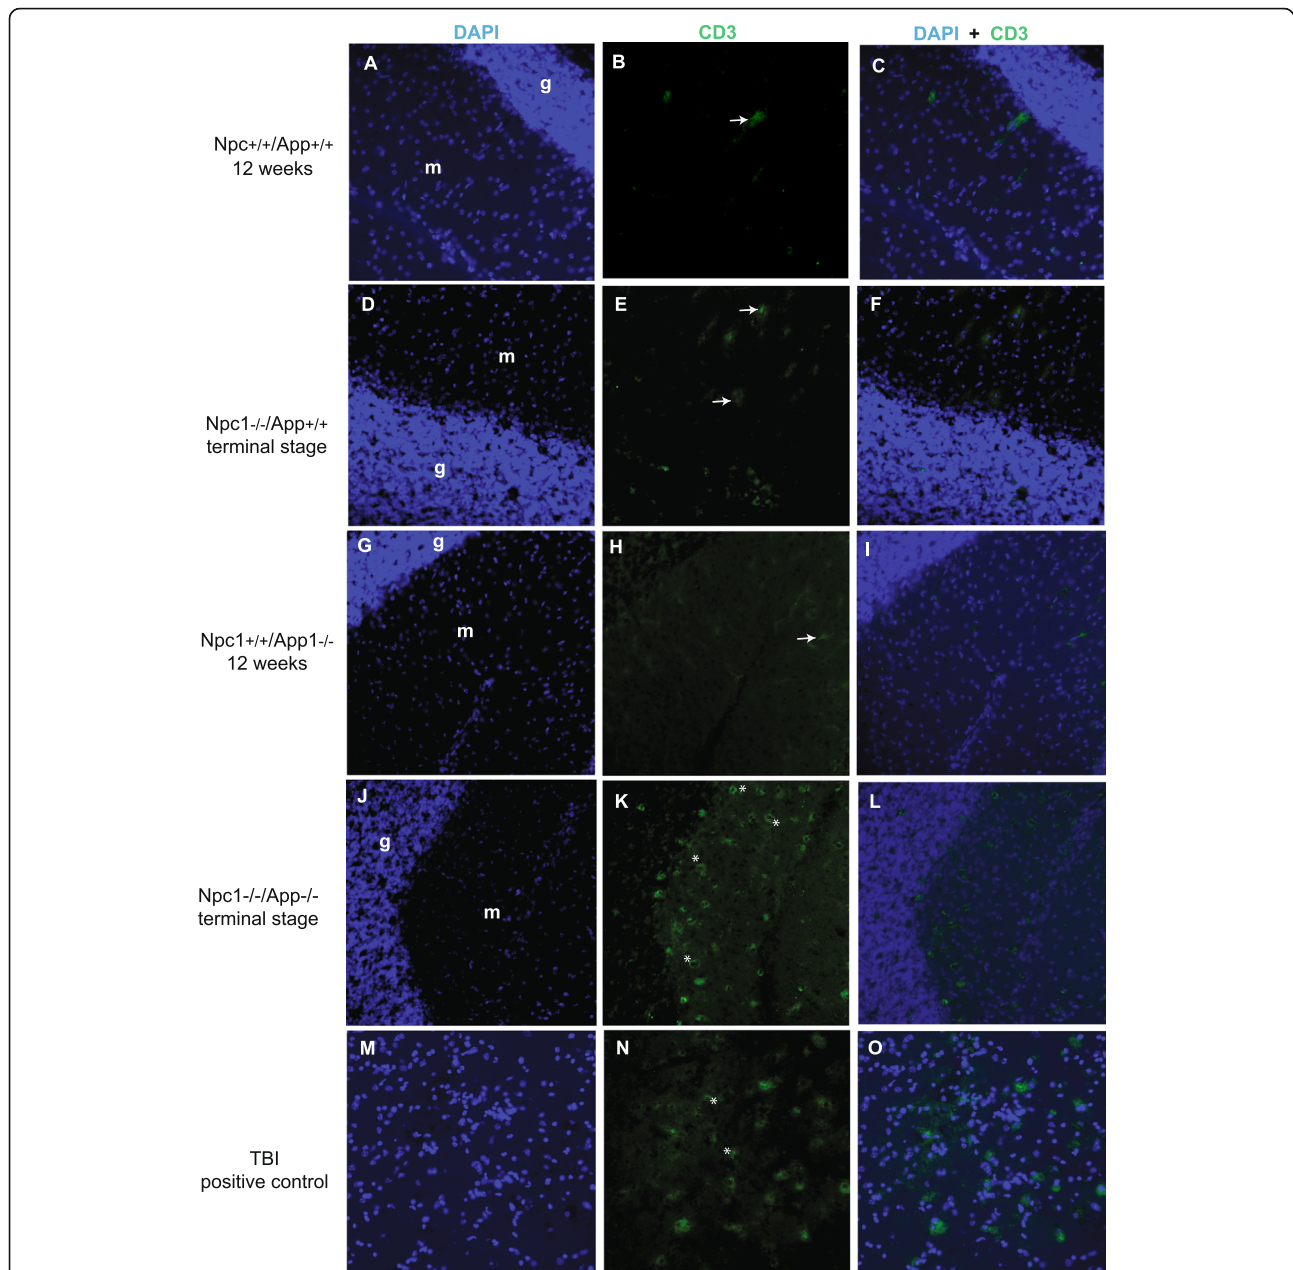 DAPI CD3 DAPI + CD3
A g m B C
Npc+/+/App+/+
12 weeks
D m g E F
Npc1-/-/App+/+
terminal stage
G g m H I
Npc1+/+/App1-/-
12 weeks
J g m K * * * * L
Npc1-/-/App-/-
terminal stage
M N * * O
TBI
positive control